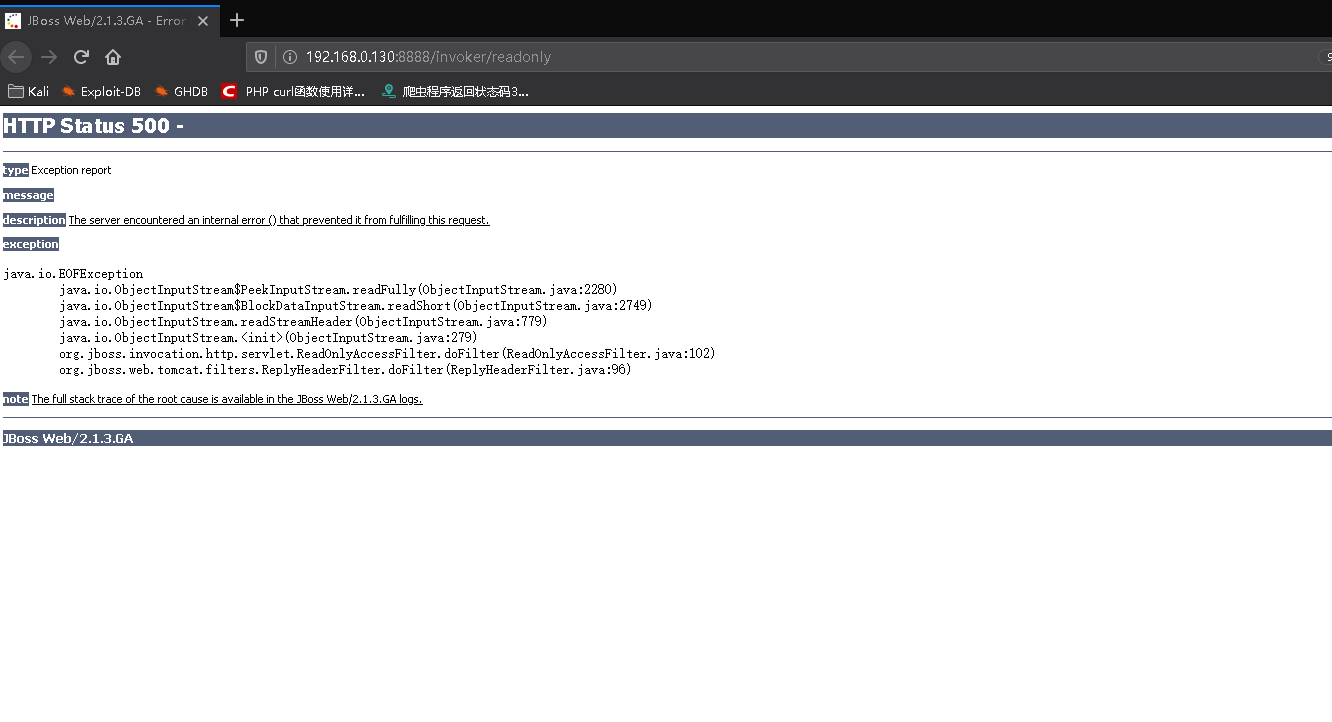 JBoss Web/2.1.3.GA - Error
192.168.0.130:8888/invoker/readonly
Kali Exploit-DB GHDB PHP curl函数使用详... 爬虫程序返回状态码3...
HTTP Status 500 -
type Exception report
message
description The server encountered an internal error () that prevented it from fulfilling this request.
exception
java.io.EOFException
java.io.ObjectInputStream$PeekInputStream.readFully(ObjectInputStream.java:2280)
java.io.ObjectInputStream$BlockDataInputStream.readShort(ObjectInputStream.java:2749)
java.io.ObjectInputStream.readStreamHeader(ObjectInputStream.java:779)
java.io.ObjectInputStream.<init>(ObjectInputStream.java:279)
org.jboss.invocation.http.servlet.ReadOnlyAccessFilter.doFilter(ReadOnlyAccessFilter.java:102)
org.jboss.web.tomcat.filters.ReplyHeaderFilter.doFilter(ReplyHeaderFilter.java:96)
note The full stack trace of the root cause is available in the JBoss Web/2.1.3.GA logs.
JBoss Web/2.1.3.GA